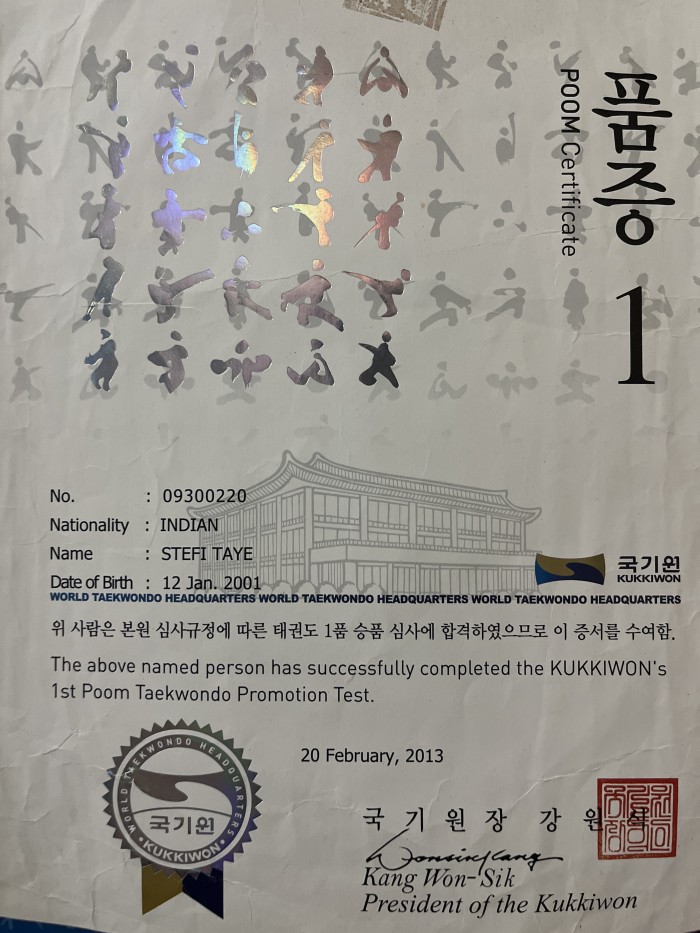 품증
POOM Certificate
1
No. : 09300220
Nationality : INDIAN
Name : STEFI TAYE
Date of Birth : 12 Jan. 2001
국기원
KUKKIWON
WORLD TAEKWONDO HEADQUARTERS WORLD TAEKWONDO HEADQUARTERS WORLD TAEKWONDO HEADQUARTERS
위 사람은 본원 심사규정에 따른 태권도 1품 승품 심사에 합격하였으므로 이 증서를 수여함.
The above named person has successfully completed the KUKKIWON's
1st Poom Taekwondo Promotion Test.
WORLD TAEKWONDO HEADQUARTERS
국기원
KUKKIWON
20 February, 2013
국기원장 강원식
Wonsik Kang
Kang Won-Sik
President of the Kukkiwon